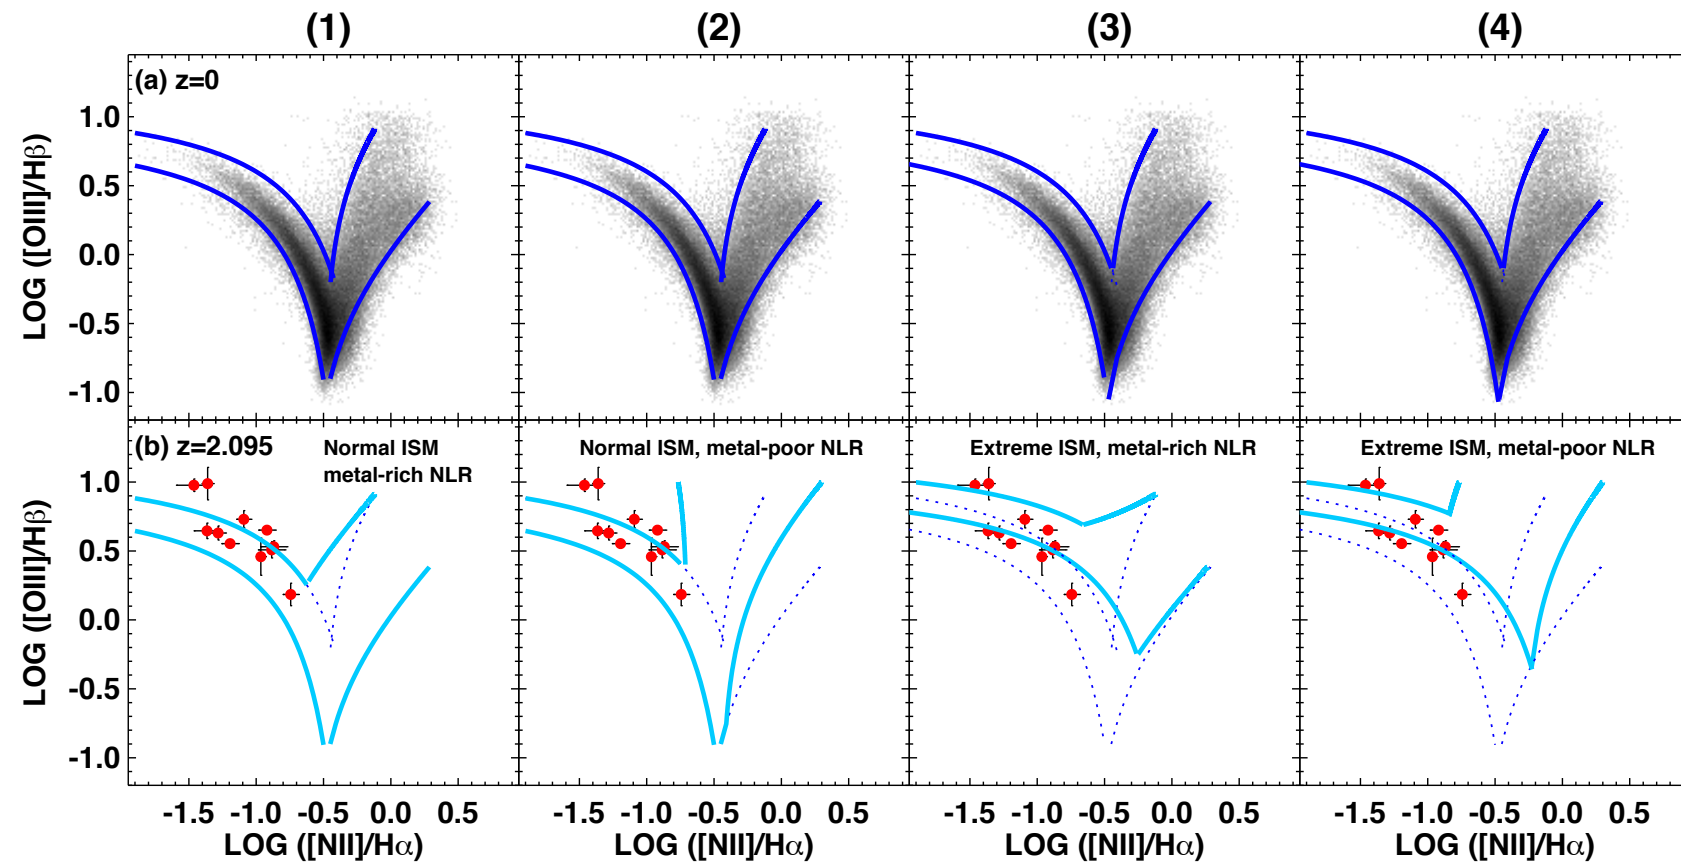 (1) (2) (3) (4)
(a) z=0
LOG ([OIII]/Hβ)
1.0
0.5
0.0
-0.5
-1.0
(b) z=2.095
Normal ISM
metal-rich NLR
Normal ISM, metal-poor NLR
Extreme ISM, metal-rich NLR
Extreme ISM, metal-poor NLR
LOG ([OIII]/Hβ)
1.0
0.5
0.0
-0.5
-1.0
-1.5 -1.0 -0.5 0.0 0.5 -1.5 -1.0 -0.5 0.0 0.5 -1.5 -1.0 -0.5 0.0 0.5 -1.5 -1.0 -0.5 0.0 0.5
LOG ([NII]/Hα) LOG ([NII]/Hα) LOG ([NII]/Hα) LOG ([NII]/Hα)